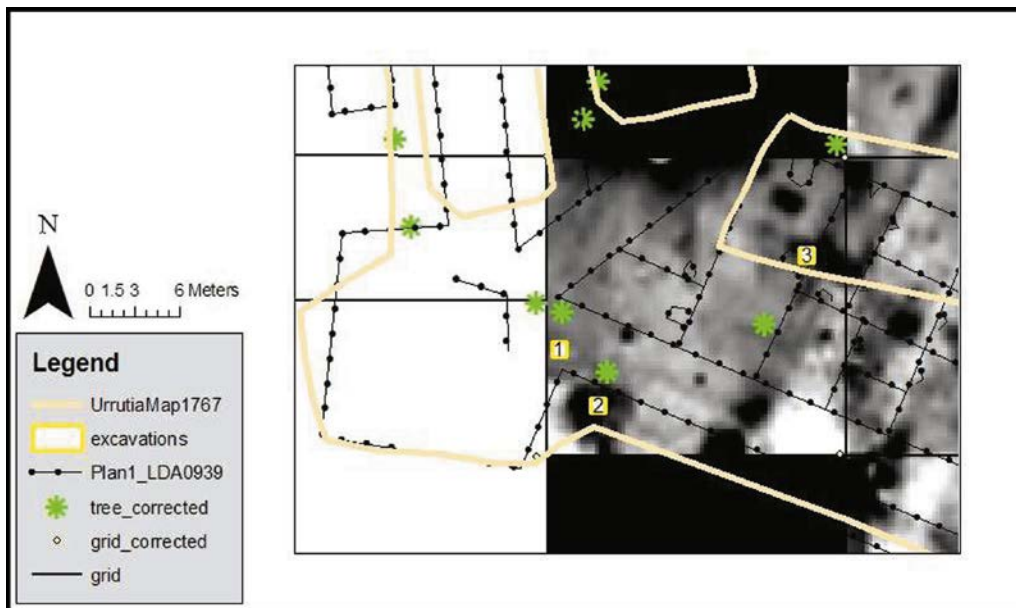 N
0 1.5 3 6 Meters
Legend
UrrutiaMap1767
excavations
Plan1_LDA0939
tree_corrected
grid_corrected
grid
3
1
2